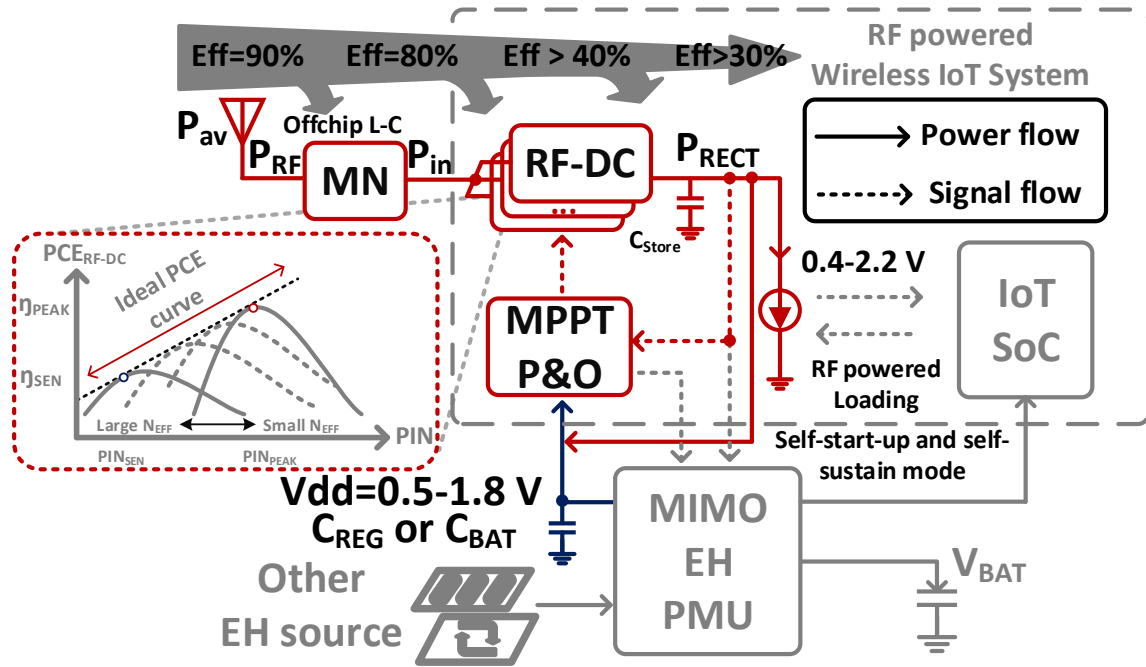 Eff=90% Eff=80% Eff > 40% Eff>30%
RF powered
Wireless IoT System
Power flow
Signal flow
Pav
PRF
Offchip L-C
MN
Pin
RF-DC
...
PRECT
CStore
0.4-2.2 V
IoT
SoC
RF powered
Loading
MPPT
P&O
PCERF-DC
Ideal PCE
curve
ηPEAK
ηSEN
Large NEFF
Small NEFF
PIN
PINSEN
PINPEAK
Self-start-up and self-
sustain mode
Vdd=0.5-1.8 V
CREG or CBAT
MIMO
EH
PMU
VBAT
Other
EH source